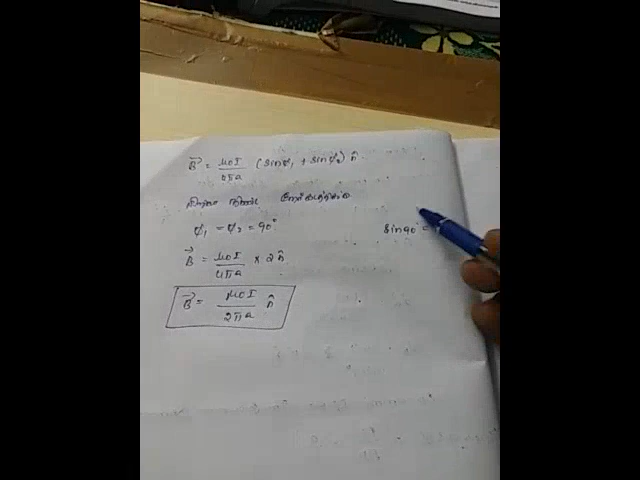 B⃗ = μ0I/4πa (sinφ1 + sinφ2) n̂.
நீண்ட
φ1 = φ2 = 90° sin90° =
B⃗ = μ0I/4πa × 2 n̂
B⃗ = μ0I/2πa n̂